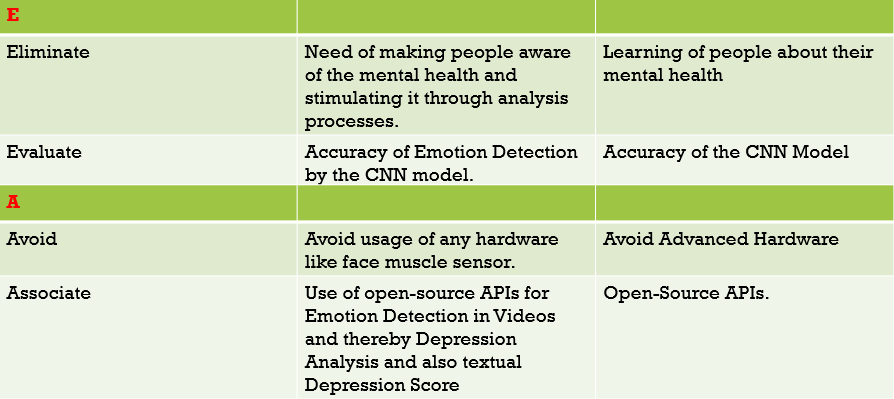 E
Eliminate
Need of making people aware
of the mental health and
stimulating it through analysis
processes.
Learning of people about their
mental health
Evaluate
Accuracy of Emotion Detection
by the CNN model.
Accuracy of the CNN Model
A
Avoid
Avoid usage of any hardware
like face muscle sensor.
Avoid Advanced Hardware
Associate
Use of open-source APIs for
Emotion Detection in Videos
and thereby Depression
Analysis and also textual
Depression Score
Open-Source APIs.